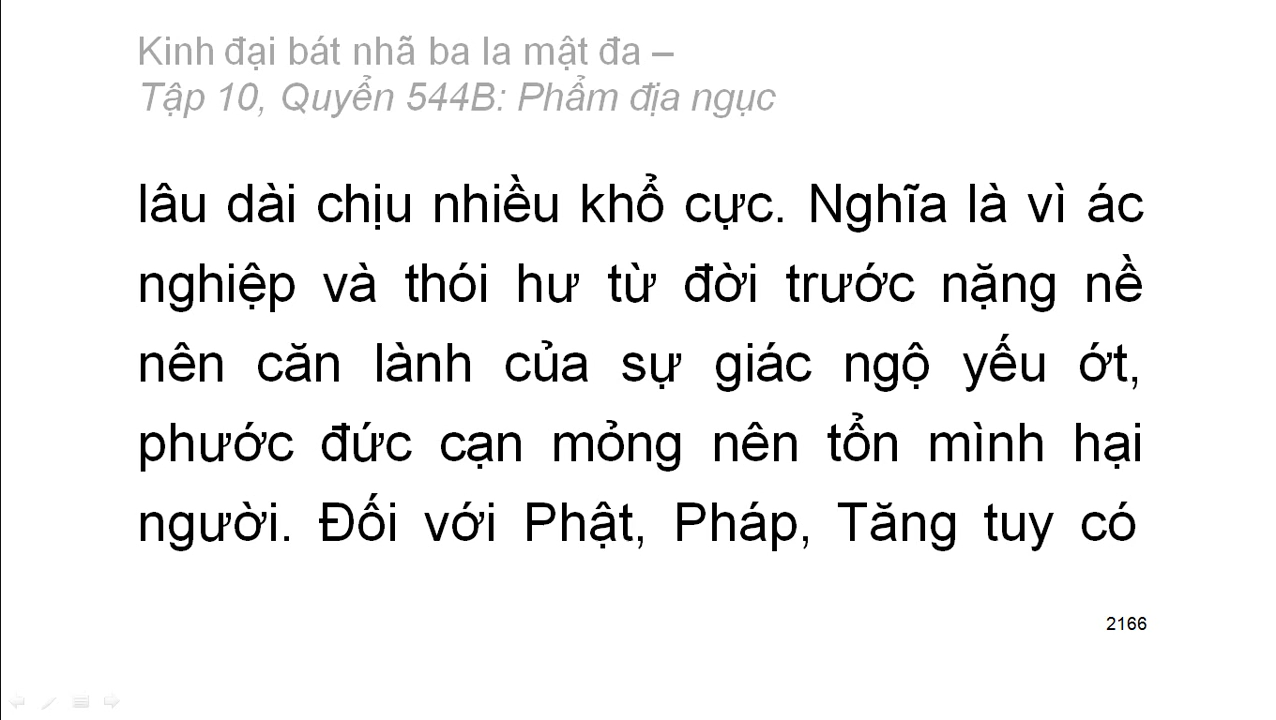 Kinh đại bát nhã ba la mật đa –
Tập 10, Quyển 544B: Phẩm địa ngục
lâu dài chịu nhiều khổ cực. Nghĩa là vì ác
nghiệp và thói hư từ đời trước nặng nề
nên căn lành của sự giác ngộ yếu ớt,
phước đức cạn mỏng nên tổn mình hại
người. Đối với Phật, Pháp, Tăng tuy có
2166